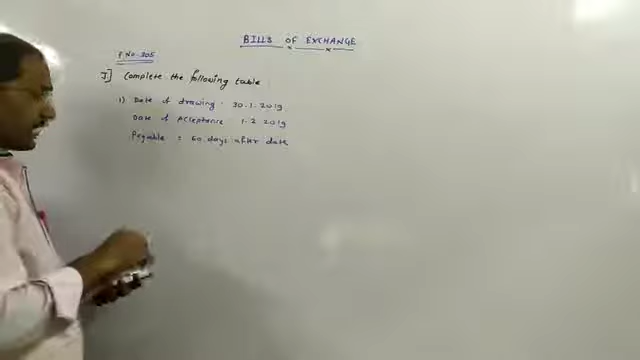 BILLS OF EXCHANGE
P.No. 305
I] Complete the following table
1) Date of drawing : 30.1.2019
Date of Acceptance 1.2.2019
Payable = 60 days after date